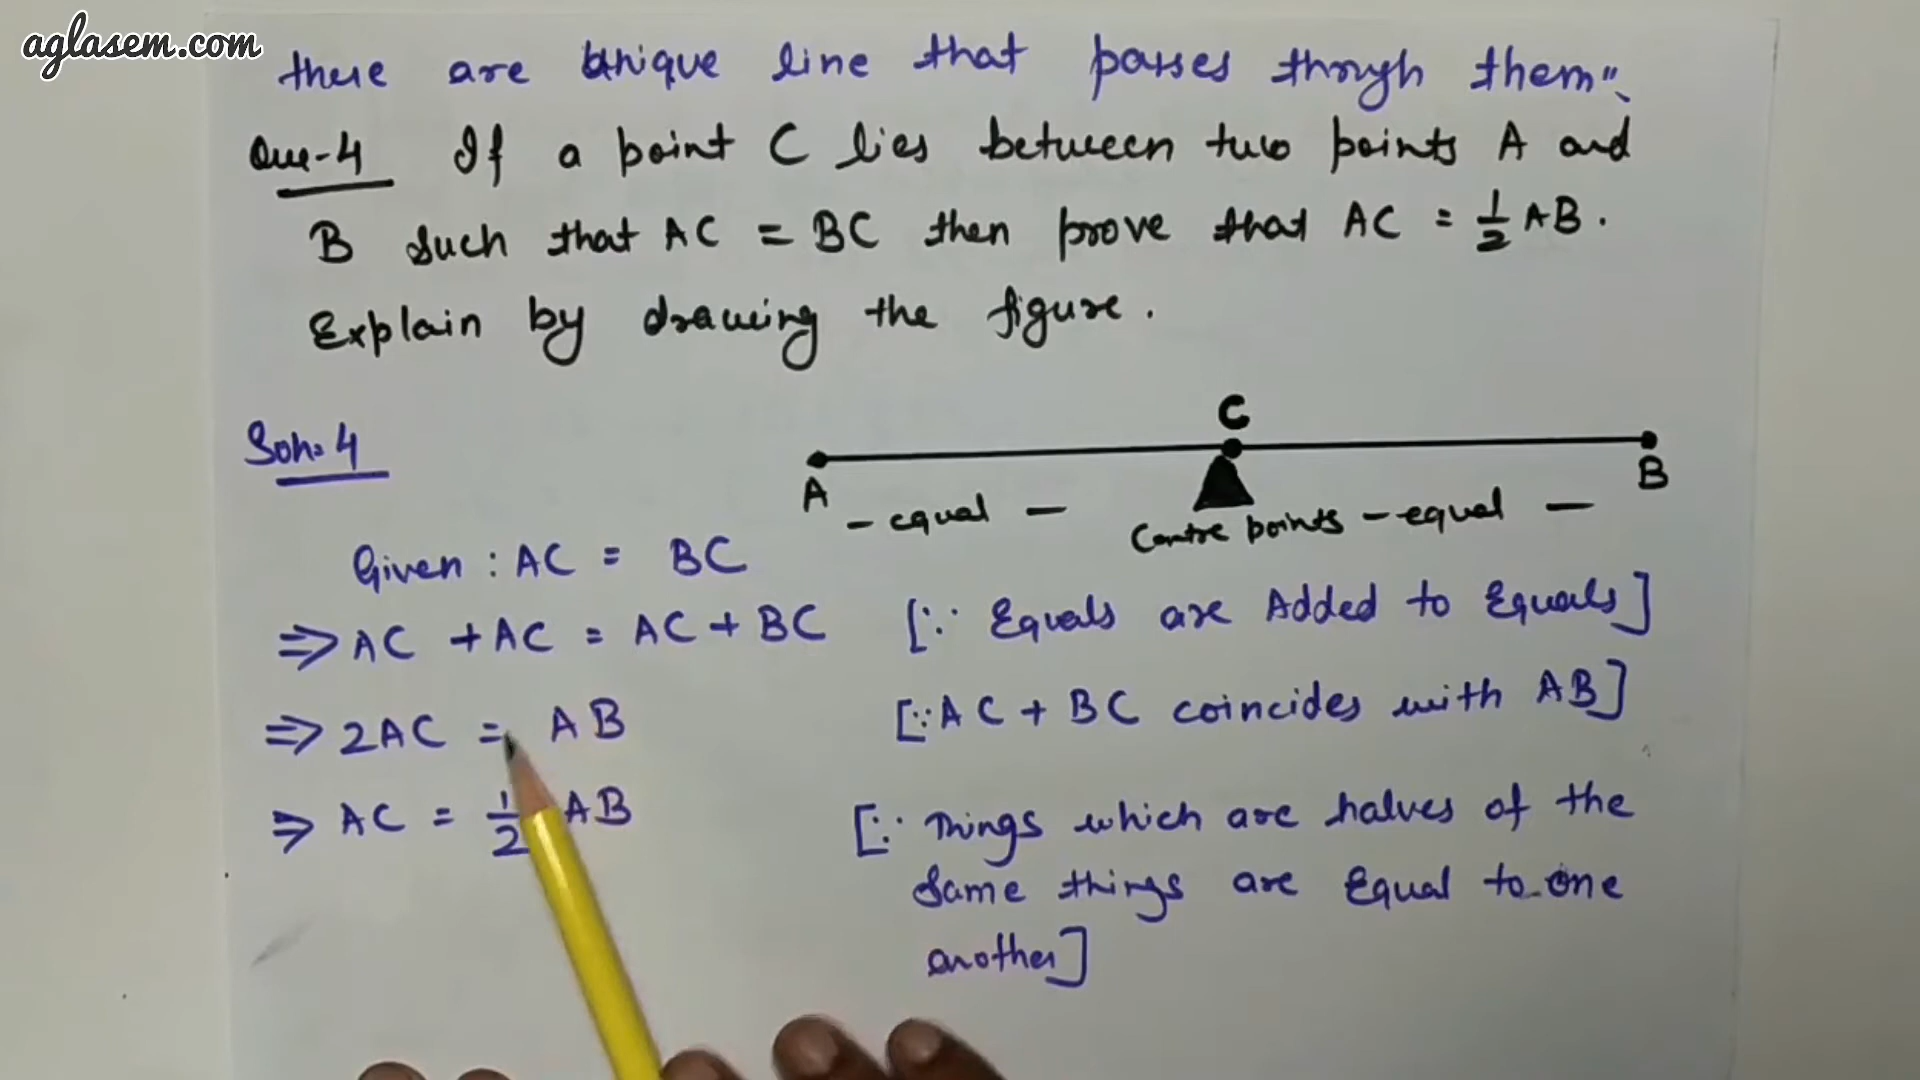 aglasem.com
there are unique line that passes through them".
Que-4 If a point C lies between two points A and
B such that AC = BC then prove that AC = 1/2 AB.
Explain by drawing the figure.
Soln. 4
C
A
B
- equal -
Centre points
- equal -
Given : AC = BC
⇒ AC + AC = AC + BC [∵ Equals are Added to Equals]
⇒ 2AC = AB [∵ AC + BC coincides with AB]
⇒ AC = 1/2 AB [∵ Things which are halves of the
same things are Equal to one
another]